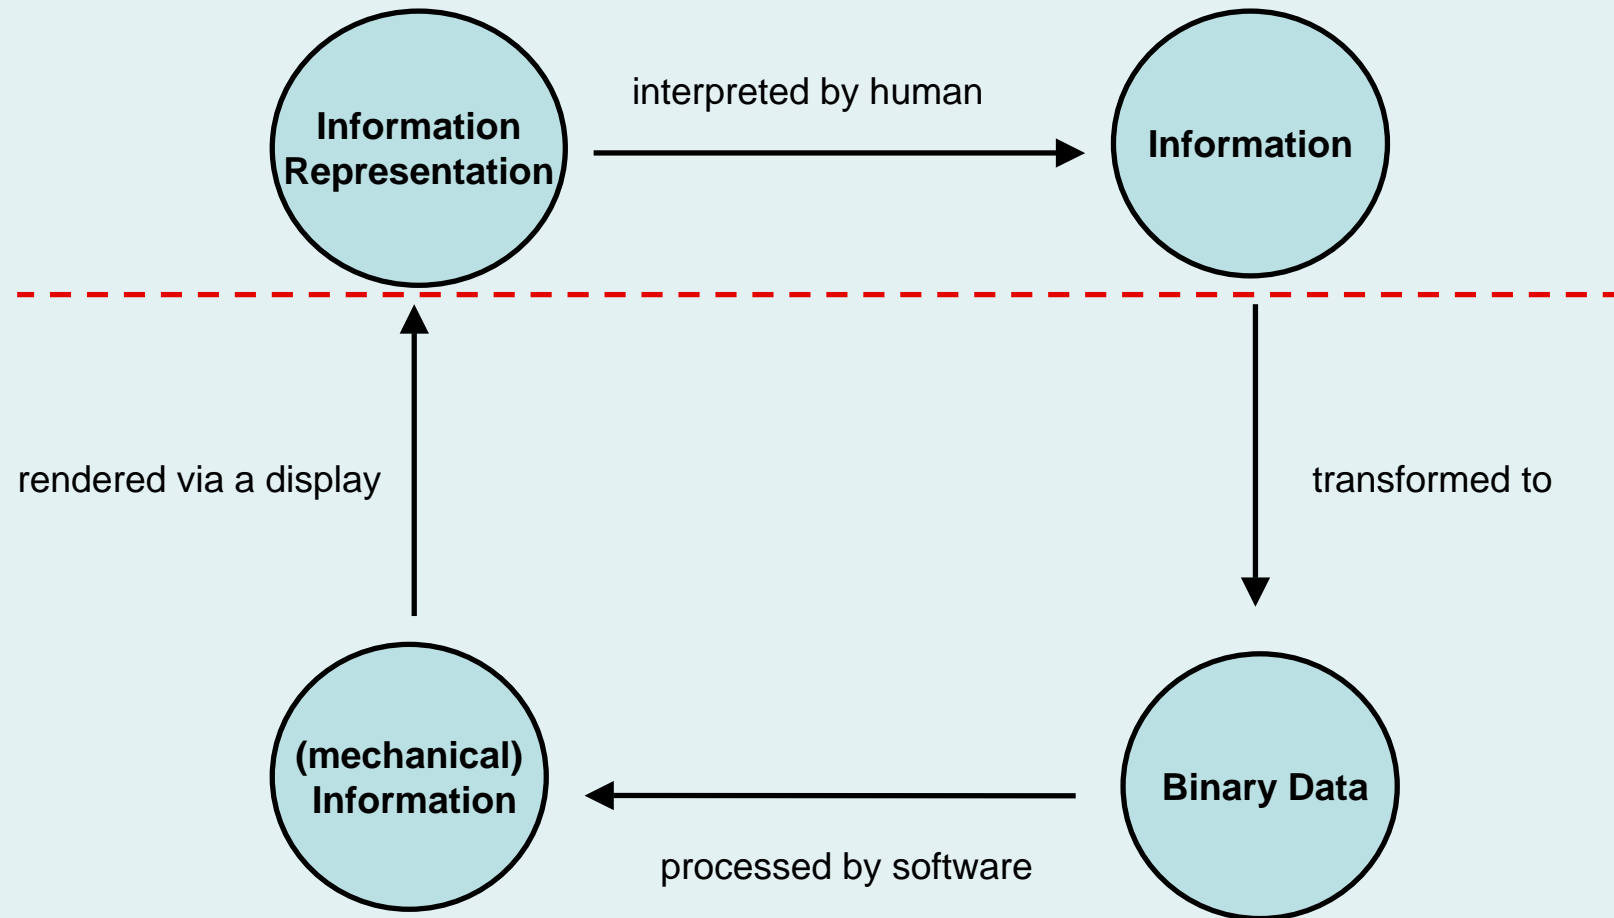 interpreted by human
Information
Representation
Information
rendered via a display
transformed to
(mechanical)
Information
Binary Data
processed by software